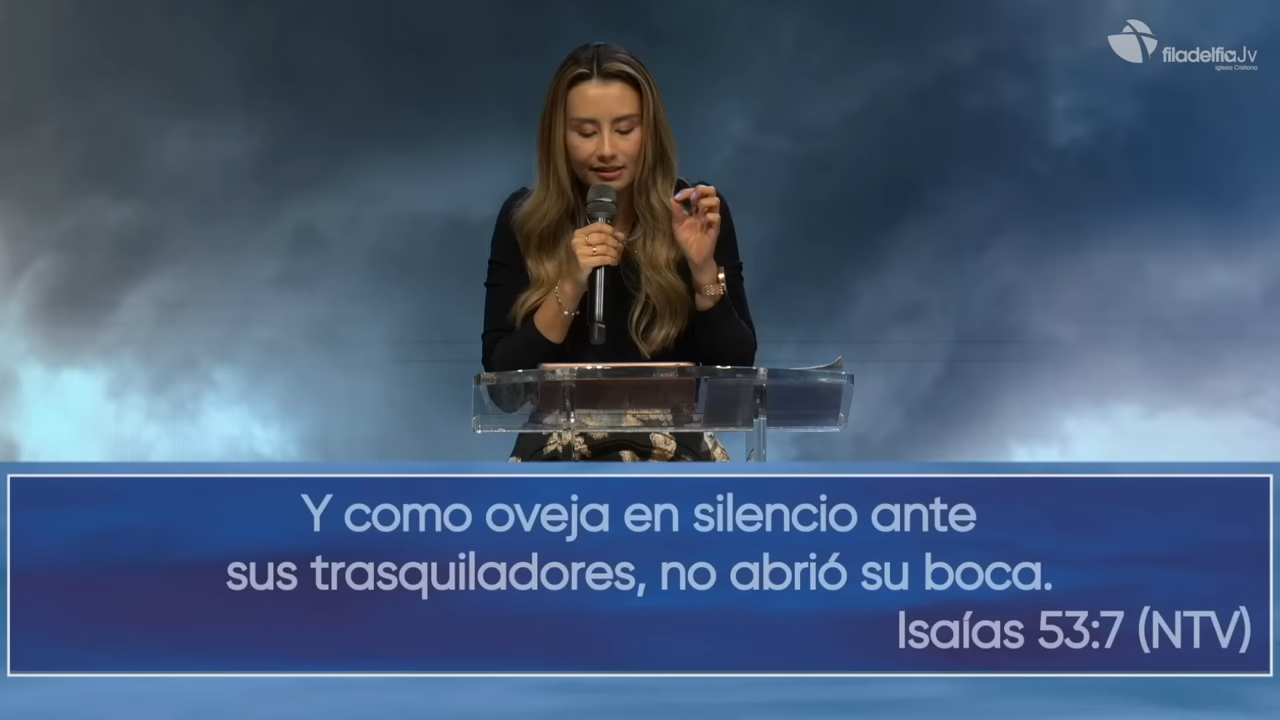 filadelfiaJv
Iglesia Cristiana
Y como oveja en silencio ante
sus trasquiladores, no abrió su boca.
Isaías 53:7 (NTV)